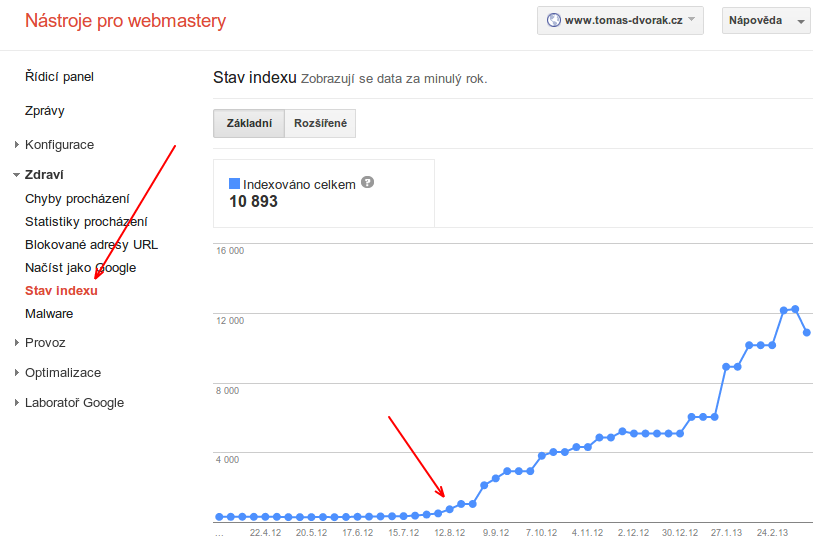 Nástroje pro webmastery
www.tomas-dvorak.cz
Nápověda
Řídicí panel
Zprávy
Konfigurace
Zdraví
Chyby procházení
Statistiky procházení
Blokované adresy URL
Načíst jako Google
Stav indexu
Malware
Provoz
Optimalizace
Laboratoř Google
Stav indexu Zobrazují se data za minulý rok.
Základní Rozšířené
Indexováno celkem ?
10 893
16 000
12 000
8 000
4 000
... 22.4.12 20.5.12 17.6.12 15.7.12 12.8.12 9.9.12 7.10.12 4.11.12 2.12.12 30.12.12 27.1.13 24.2.13